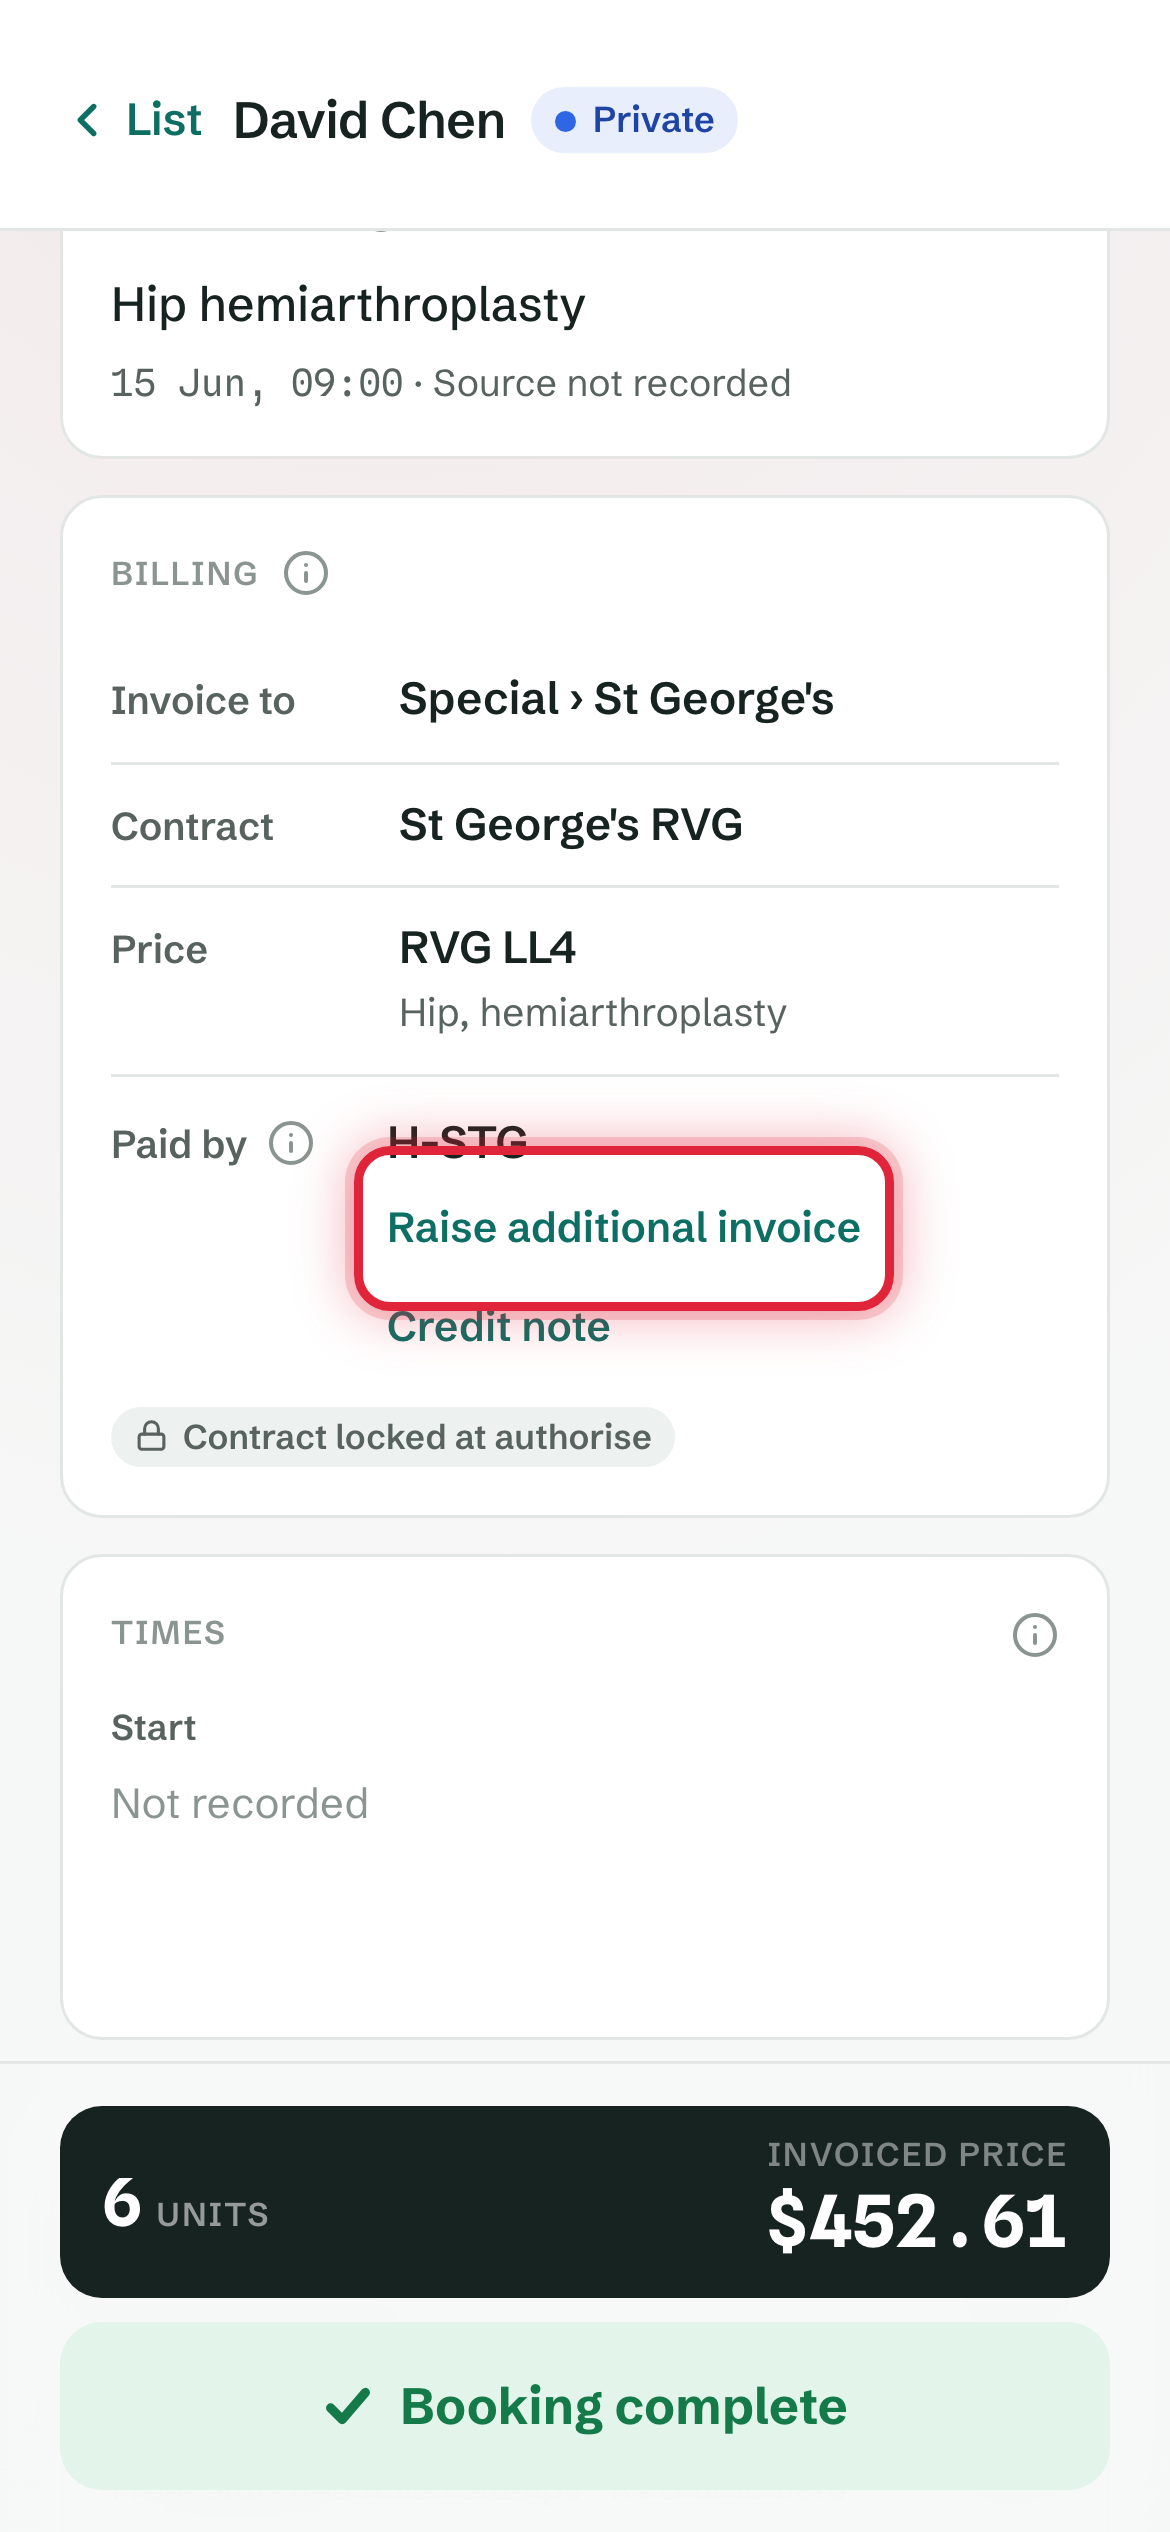 List David Chen Private
Hip hemiarthroplasty
15 Jun, 09:00 · Source not recorded
BILLING
Invoice to Special › St George's
Contract St George's RVG
Price RVG LL4
Hip, hemiarthroplasty
Paid by H-STG
Raise additional invoice
Credit note
Contract locked at authorise
TIMES
Start
Not recorded
INVOICED PRICE
6 UNITS $452.61
Booking complete